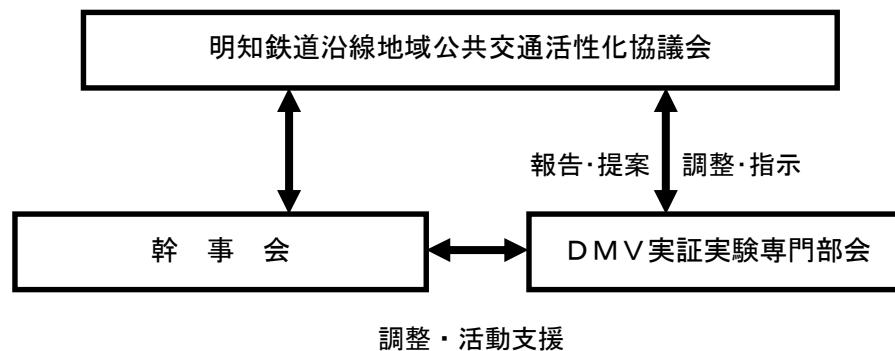 明知鉄道沿線地域公共交通活性化協議会
報告・提案 調整・指示
幹 事 会
DMV実証実験専門部会
調整・活動支援